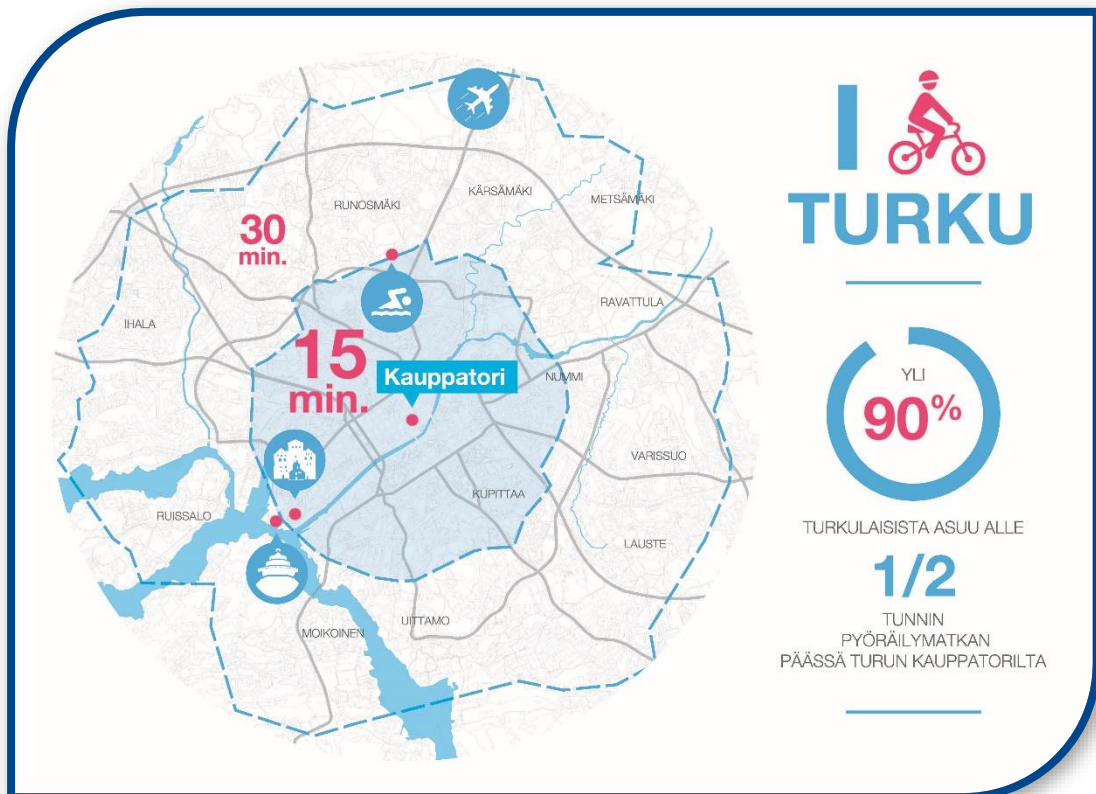 KÄRSÄMÄKI
METSÄMÄKI
RUNOSMÄKI
30
min.
RAVATTULA
IHALA
15
min.
Kauppatori
NUMMI
VARISSUO
KUPITTAA
RUISSALO
LAUSTE
UITTAMO
MOIKOINEN
I
TURKU
YLI
90%
TURKULAISISTA ASUU ALLE
1/2
TUNNIN
PYÖRÄILYMATKAN
PÄÄSSÄ TURUN KAUPPATORILTA